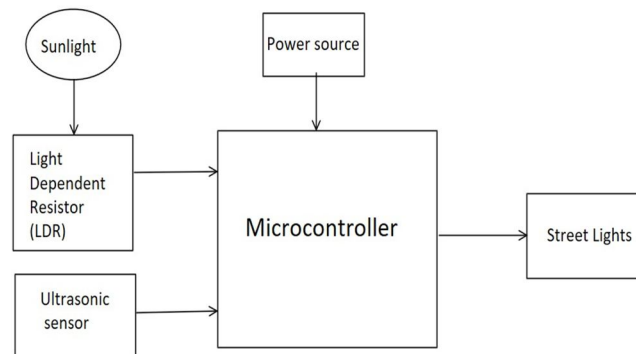 Sunlight
Power source
Light
Dependent
Resistor
(LDR)
Microcontroller
Street Lights
Ultrasonic
sensor